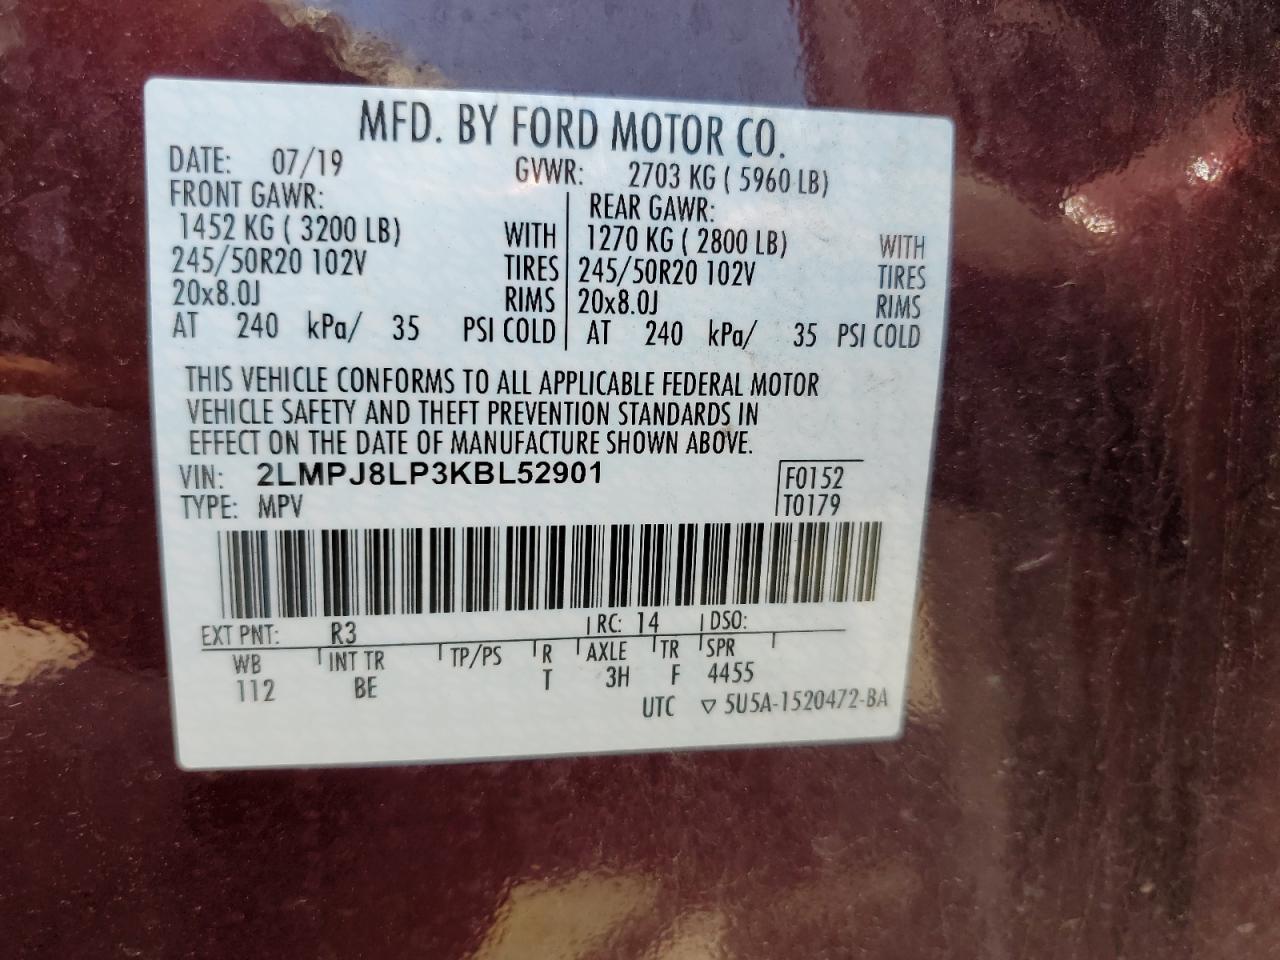 MFD. BY FORD MOTOR CO.
DATE: 07/19 GVWR: 2703 KG ( 5960 LB)
FRONT GAWR: REAR GAWR:
1452 KG ( 3200 LB) WITH 1270 KG ( 2800 LB) WITH
245/50R20 102V TIRES 245/50R20 102V TIRES
20x8.0J RIMS 20x8.0J RIMS
AT 240 kPa/ 35 PSI COLD AT 240 kPa/ 35 PSI COLD
THIS VEHICLE CONFORMS TO ALL APPLICABLE FEDERAL MOTOR
VEHICLE SAFETY AND THEFT PREVENTION STANDARDS IN
EFFECT ON THE DATE OF MANUFACTURE SHOWN ABOVE.
VIN: 2LMPJ8LP3KBL52901 F0152
TYPE: MPV T0179
EXT PNT: R3 RC: 14 DSO:
WB INT TR TP/PS R AXLE TR SPR
112 BE T 3H F 4455
UTC ▽ 5U5A-1520472-BA